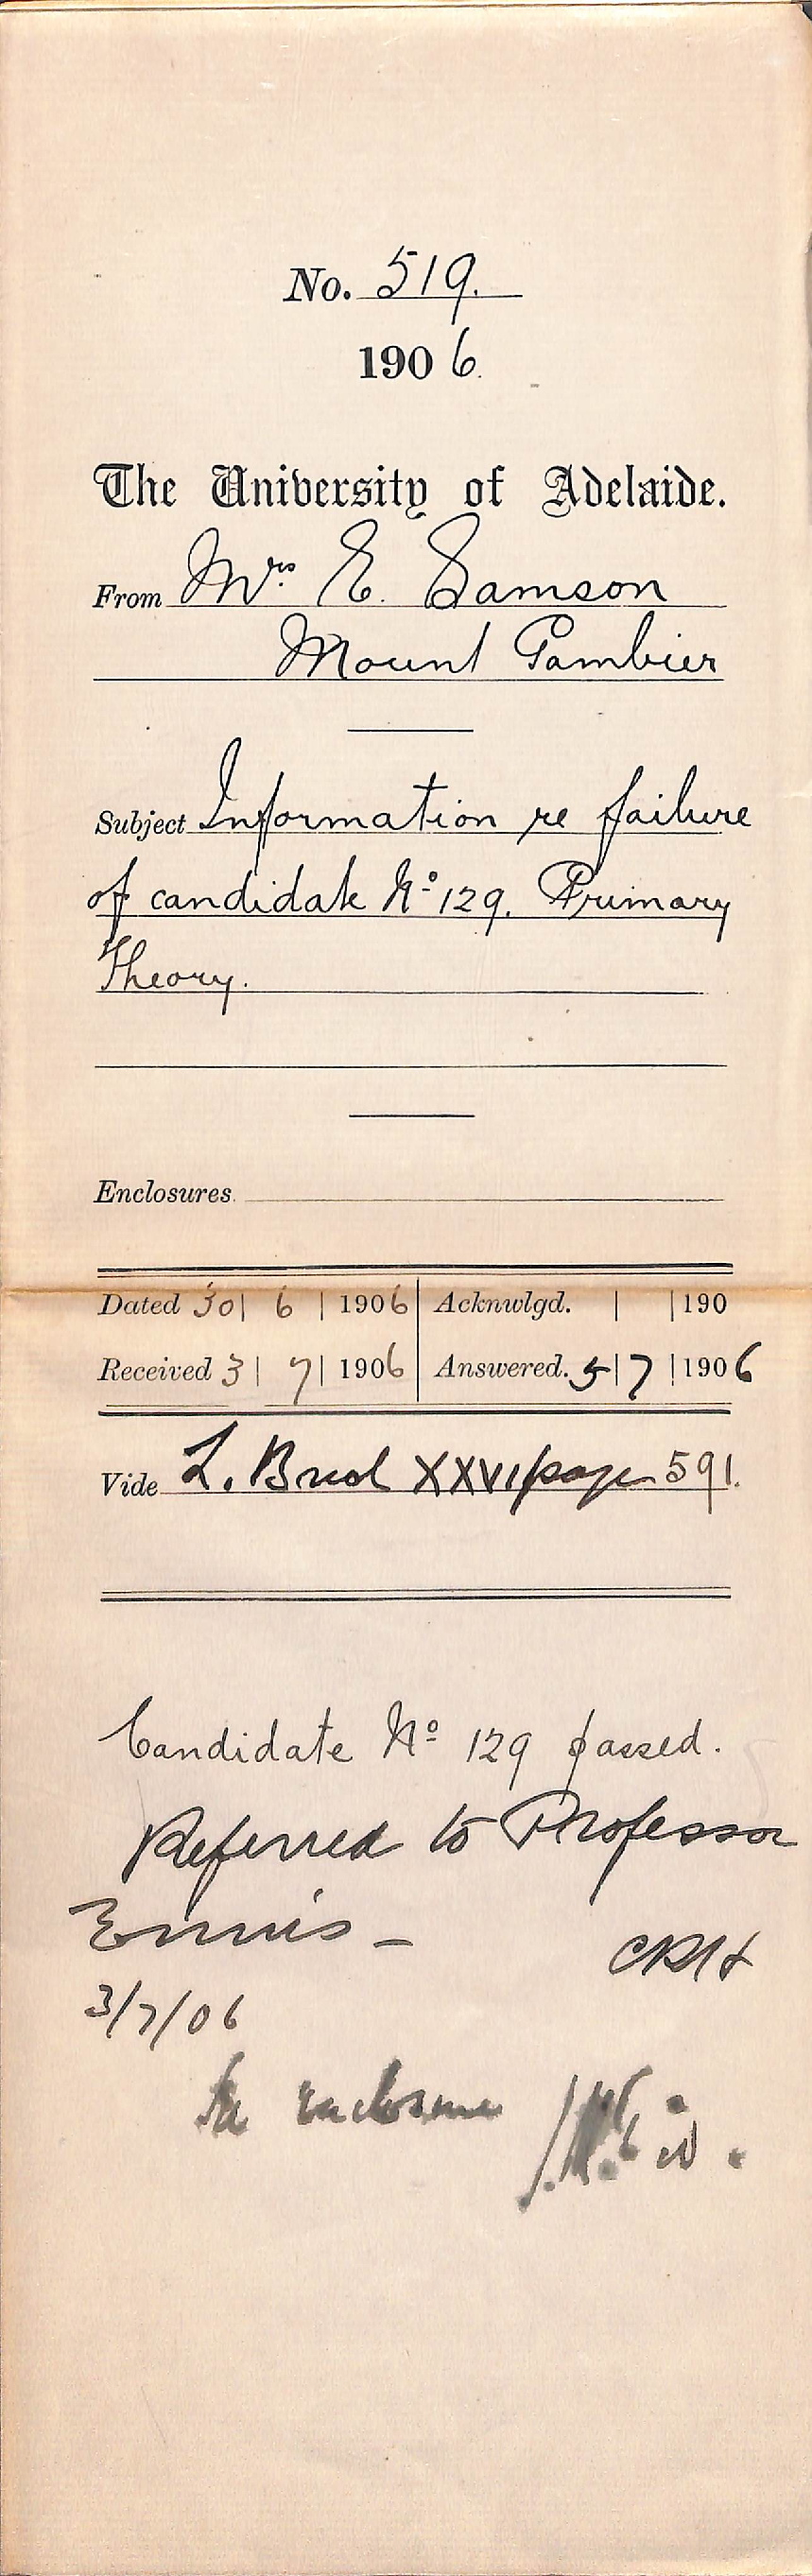 No. 519.
1906.
The University of Adelaide.
From Mrs. E. Samson
Mount Gambier
Subject Information re failure
of candidate No 129. Primary
Theory.
Enclosures
Dated 30| 6 | 1906 Acknwlgd. | |190
Received 3| 7| 1906 Answered. 5|7 |1906
Vide L. Book XXVI page 591.
Candidate No 129 passed.
Referred to Professor
Ennis –
CRH
3/7/06
enclosure